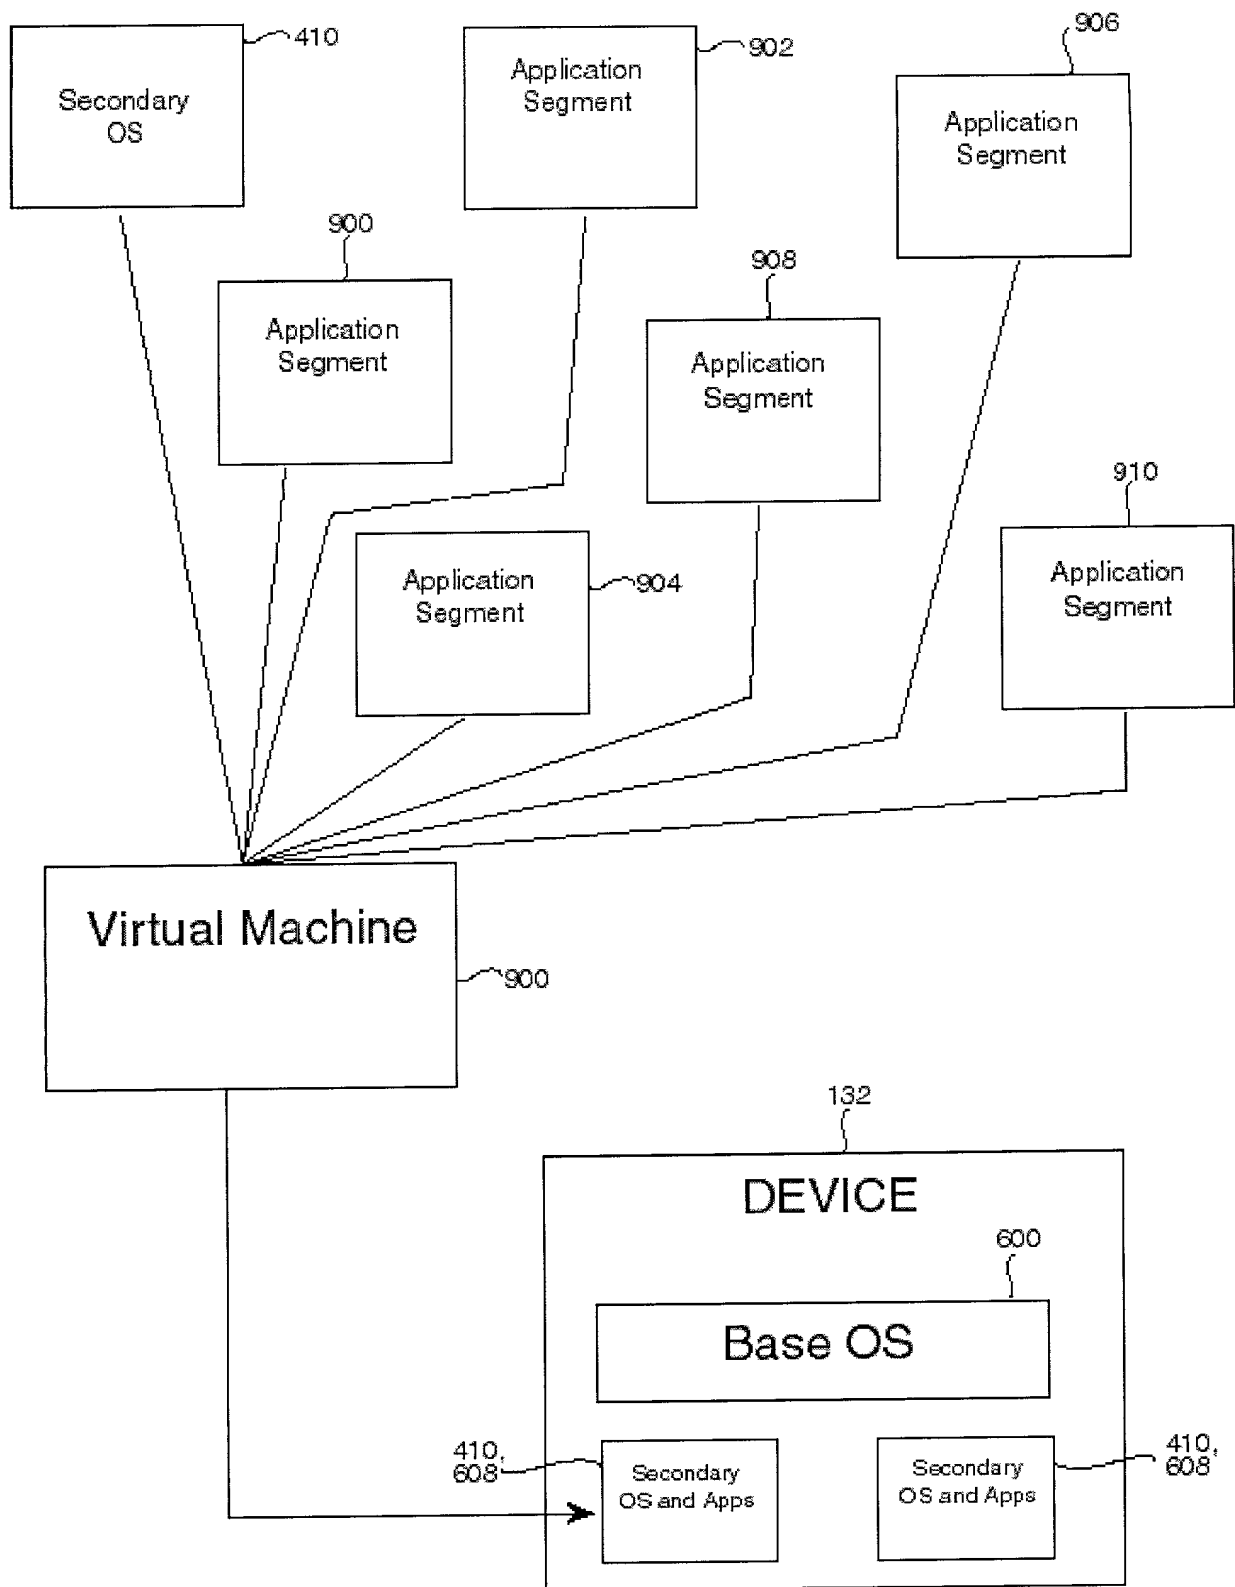 410
Secondary
OS
902
Application
Segment
906
Application
Segment
900
Application
Segment
908
Application
Segment
904
Application
Segment
910
Application
Segment
Virtual Machine
900
132
DEVICE
600
Base OS
410,
608
Secondary
OS and Apps
Secondary
OS and Apps
410,
608'